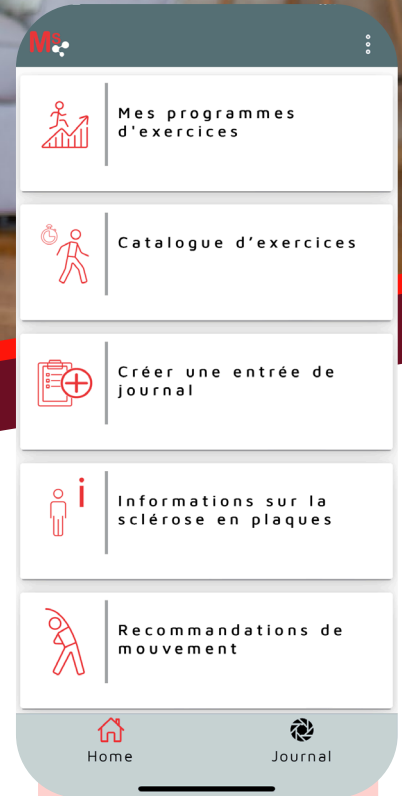 M³
Mes programmes
d'exercices
Catalogue d’exercices
Créer une entrée de
journal
i
Informations sur la
sclérose en plaques
Recommandations de
mouvement
Home
Journal